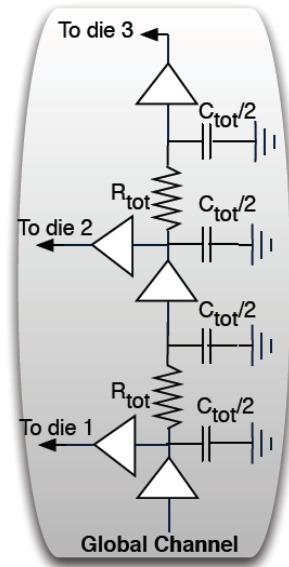 To die 3
C_tot/2
R_tot
C_tot/2
To die 2
C_tot/2
R_tot
C_tot/2
To die 1
Global Channel